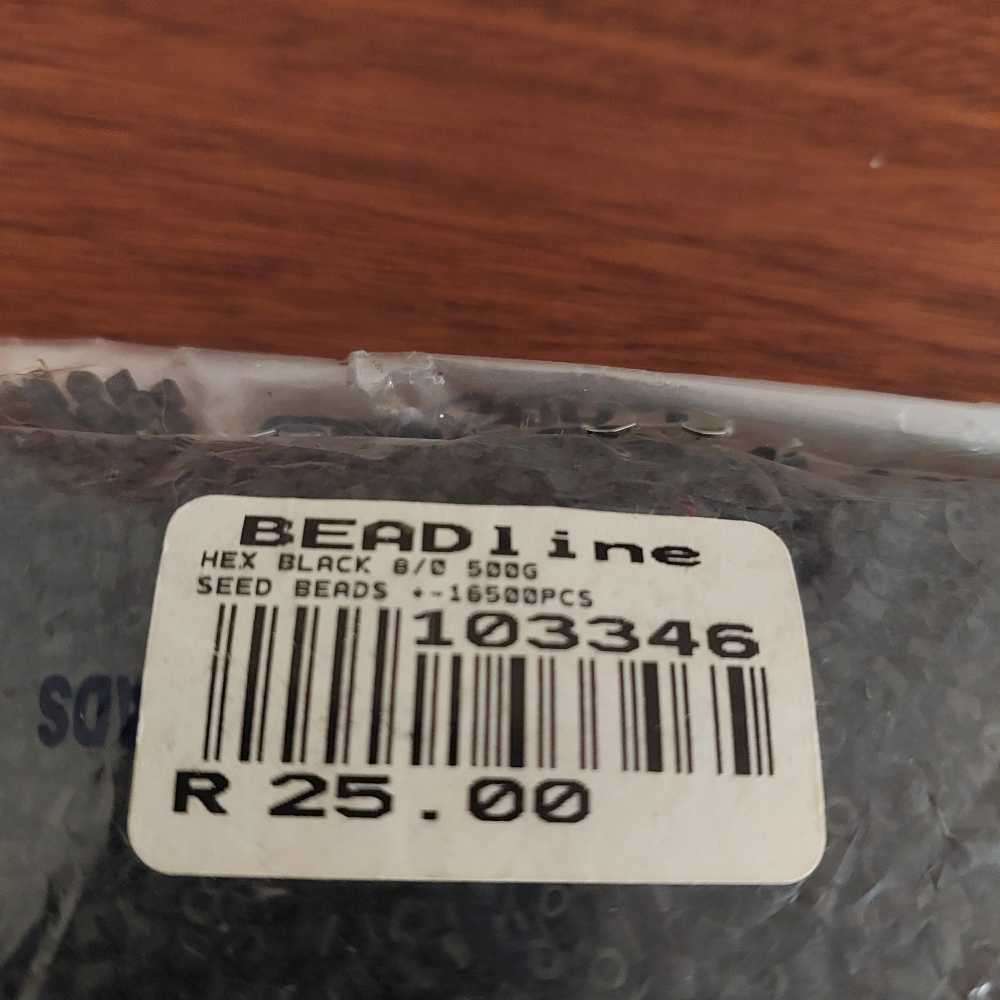 BEADline
HEX BLACK 8/0 500G
SEED BEADS +-16500PCS
103346
R 25.00